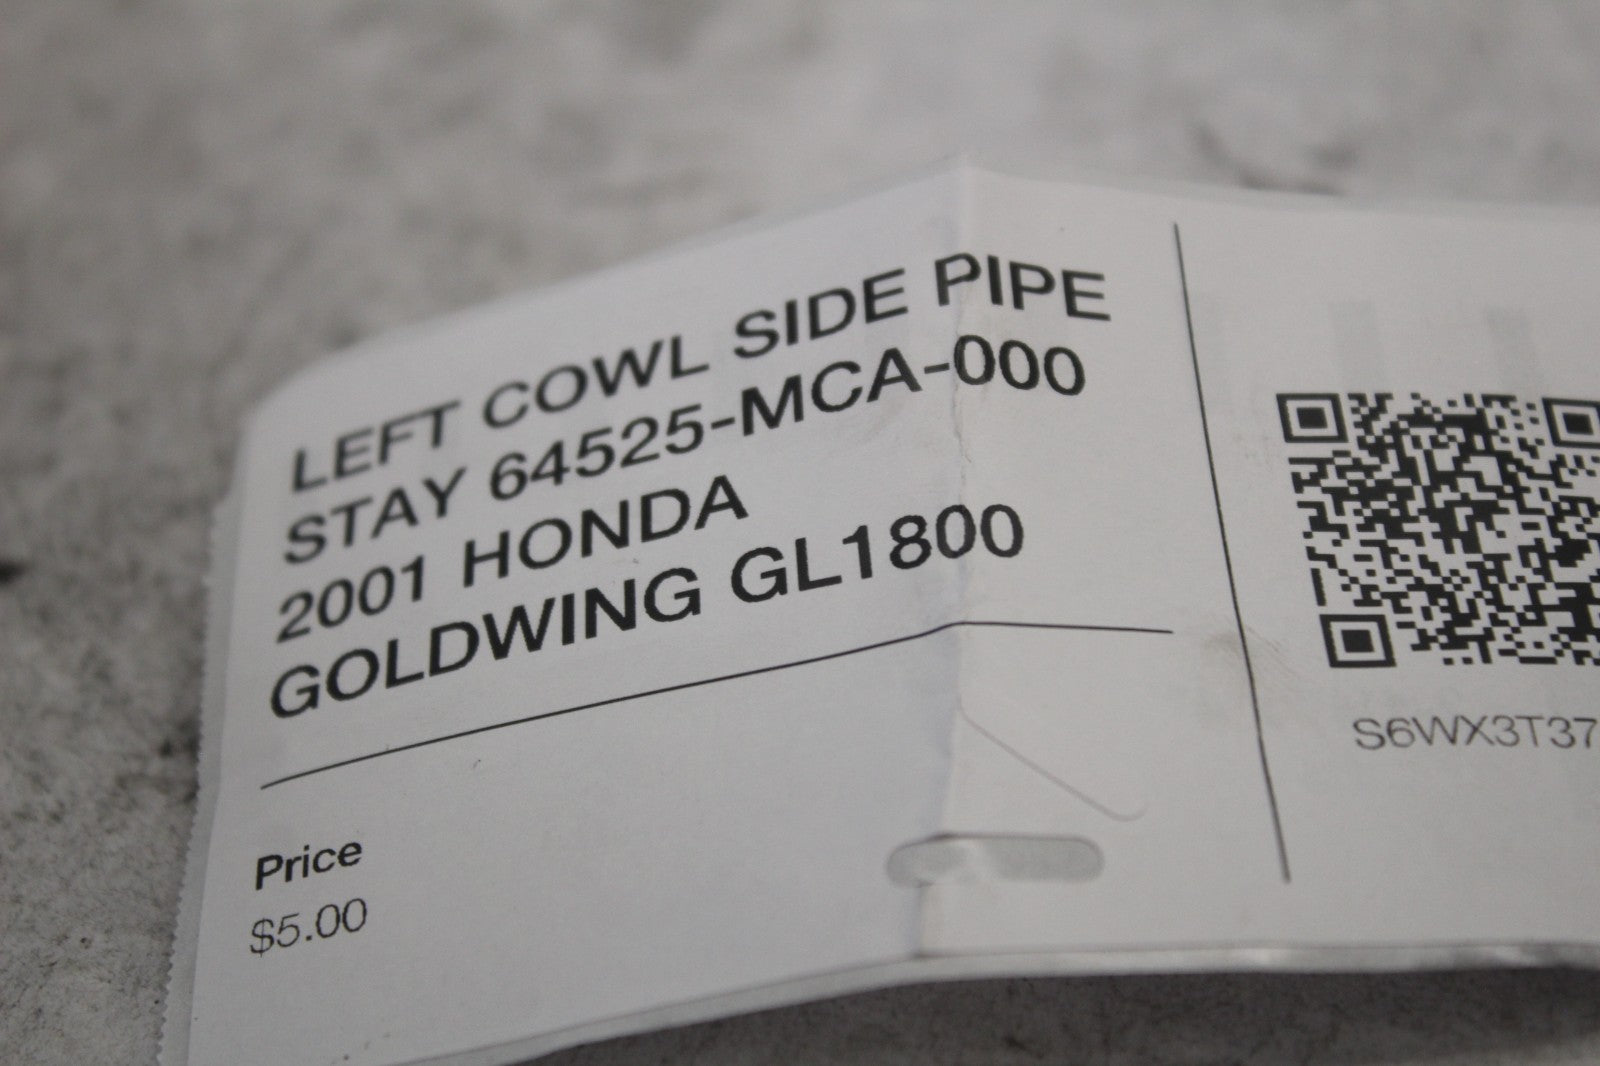 LEFT COWL SIDE PIPE
STAY 64525-MCA-000
2001 HONDA
GOLDWING GL1800
Price
$5.00
S6WX3T37